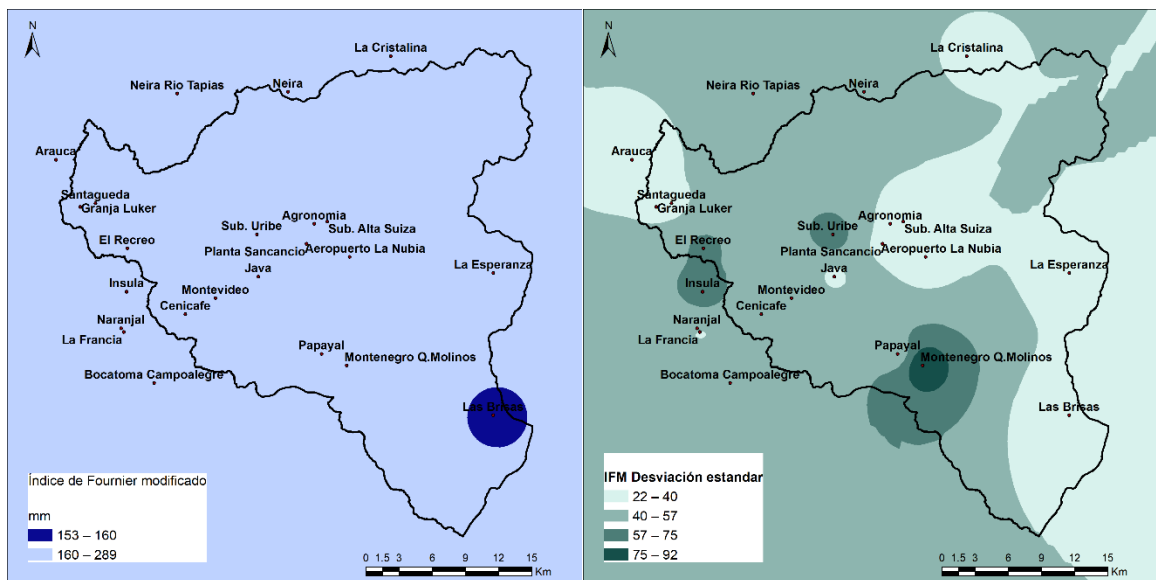 N
La Cristalina
Neira Rio Tapias
Neira
Arauca
Santagueda
Granja Luker
Agronomia
Sub. Uribe
Sub. Alta Suiza
El Recreo
Planta Sancancio
Aeropuerto La Nubia
Java
La Esperanza
Insula
Montevideo
Cenicafe
Naranjal
La Francia
Papayal
Montenegro Q.Molinos
Bocatoma Campoalegre
Las Brisas
Índice de Fournier modificado
mm
153 – 160
160 – 289
0 1.5 3 6 9 12 15
Km
N
La Cristalina
Neira Rio Tapias
Neira
Arauca
Santagueda
Granja Luker
Agronomia
Sub. Uribe
Sub. Alta Suiza
El Recreo
Planta Sancancio
Aeropuerto La Nubia
Java
La Esperanza
Insula
Montevideo
Cenicafe
Naranjal
La Francia
Papayal
Montenegro Q.Molinos
Bocatoma Campoalegre
Las Brisas
IFM Desviación estandar
22 – 40
40 – 57
57 – 75
75 – 92
0 1.5 3 6 9 12 15
Km